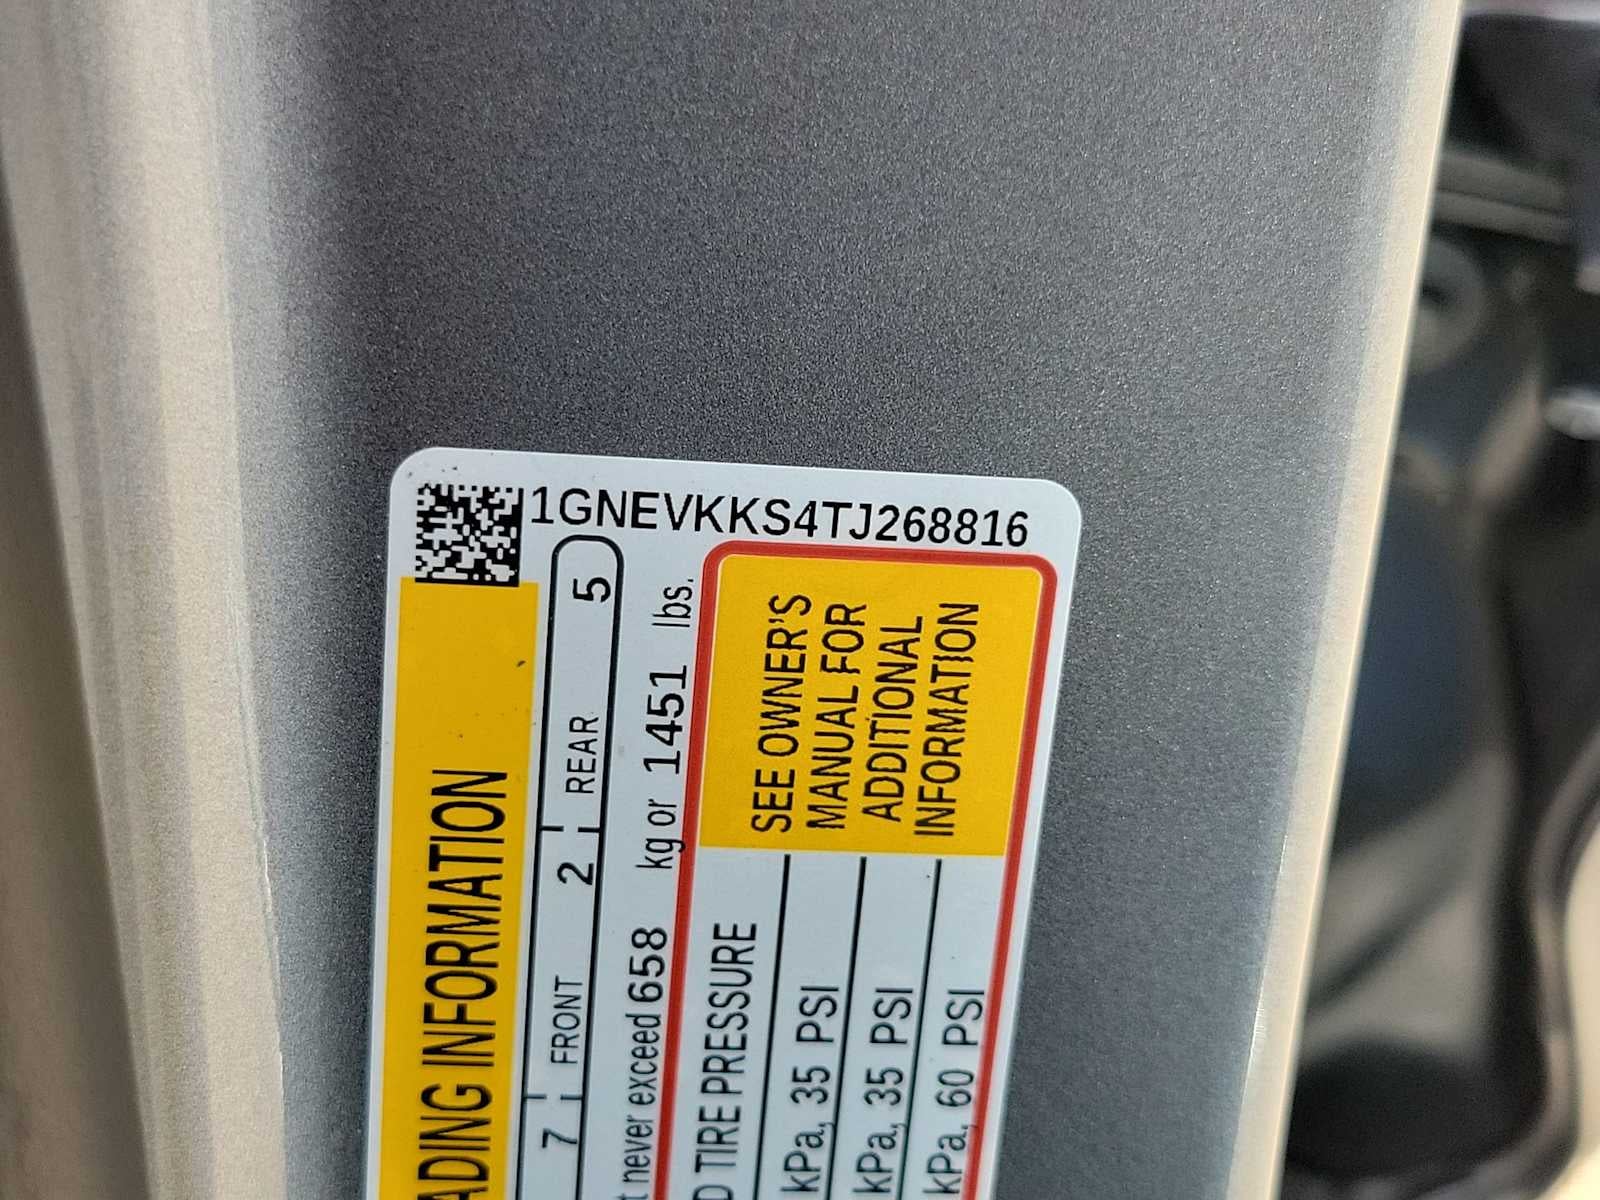 1GNEVKKS4TJ268816
ADING INFORMATION
7 FRONT 2 REAR 5
never exceed 658 kg or 1451 lbs.
TIRE PRESSURE
kPa, 35 PSI
kPa, 35 PSI
kPa, 60 PSI
SEE OWNER'S
MANUAL FOR
ADDITIONAL
INFORMATION